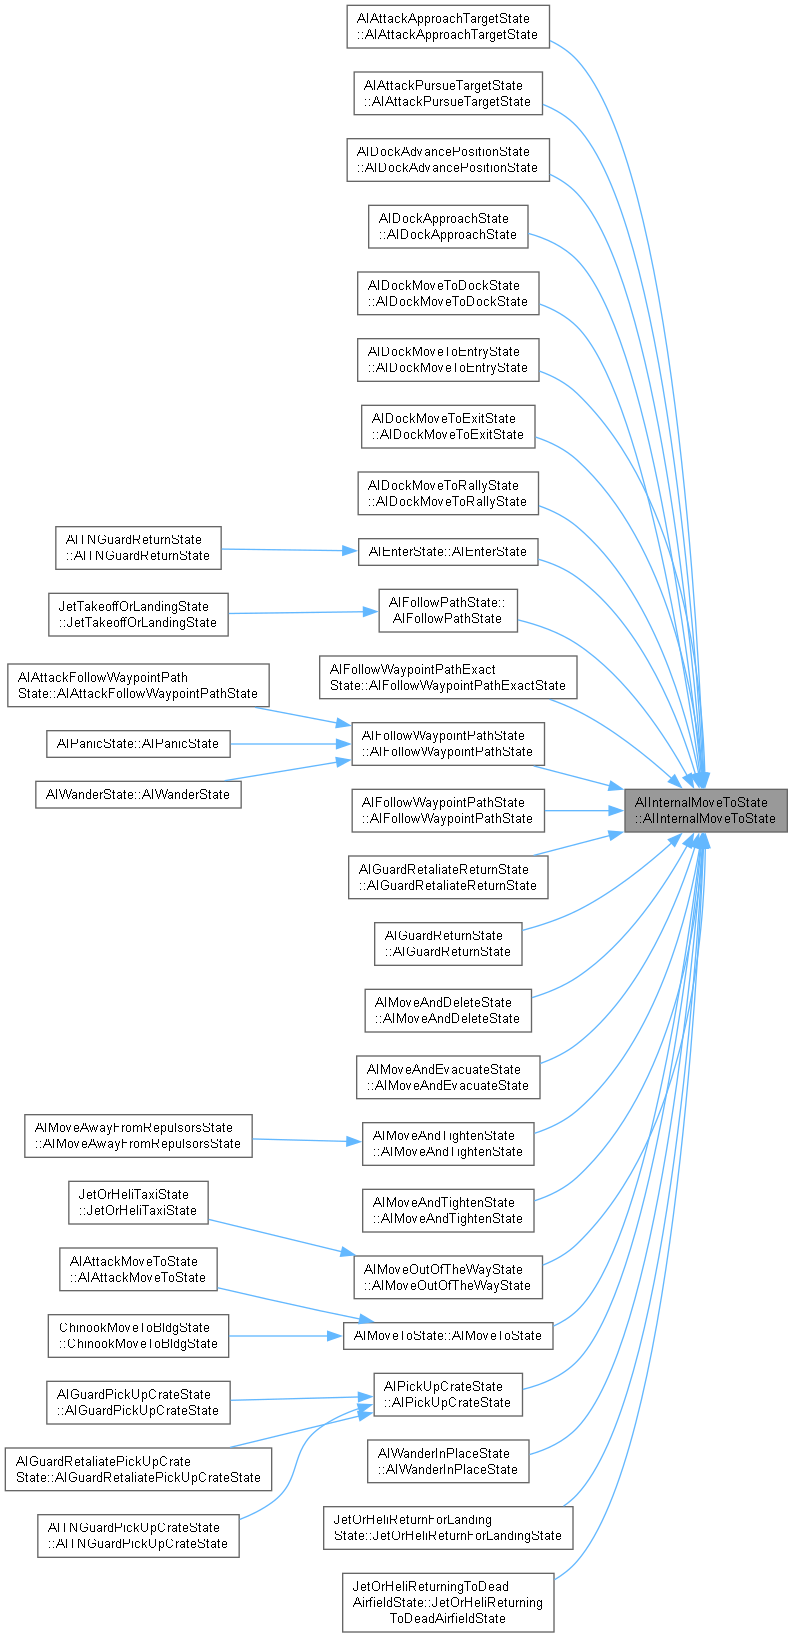 AIAttackApproachTargetState
::AIAttackApproachTargetState
AIAttackPursueTargetState
::AIAttackPursueTargetState
AIDockAdvancePositionState
::AIDockAdvancePositionState
AIDockApproachState
::AIDockApproachState
AIDockMoveToDockState
::AIDockMoveToDockState
AIDockMoveToEntryState
::AIDockMoveToEntryState
AIDockMoveToExitState
::AIDockMoveToExitState
AIDockMoveToRallyState
::AIDockMoveToRallyState
AITNGuardReturnState
::AITNGuardReturnState
AIEnterState::AIEnterState
JetTakeoffOrLandingState
::JetTakeoffOrLandingState
AIFollowPathState::
AIFollowPathState
AIFollowWaypointPathExact
State::AIFollowWaypointPathExactState
AIAttackFollowWaypointPath
State::AIAttackFollowWaypointPathState
AIPanicState::AIPanicState
AIWanderState::AIWanderState
AIFollowWaypointPathState
::AIFollowWaypointPathState
AIInternalMoveToState
::AIInternalMoveToState
AIFollowWaypointPathState
::AIFollowWaypointPathState
AIGuardRetaliateReturnState
::AIGuardRetaliateReturnState
AIGuardReturnState
::AIGuardReturnState
AIMoveAndDeleteState
::AIMoveAndDeleteState
AIMoveAndEvacuateState
::AIMoveAndEvacuateState
AIMoveAwayFromRepulsorsState
::AIMoveAwayFromRepulsorsState
AIMoveAndTightenState
::AIMoveAndTightenState
AIMoveAndTightenState
::AIMoveAndTightenState
JetOrHeliTaxiState
::JetOrHeliTaxiState
AIMoveOutOfTheWayState
::AIMoveOutOfTheWayState
AIAttackMoveToState
::AIAttackMoveToState
ChinookMoveToBldgState
::ChinookMoveToBldgState
AIMoveToState::AIMoveToState
AIGuardPickUpCrateState
::AIGuardPickUpCrateState
AIPickUpCrateState
::AIPickUpCrateState
AIGuardRetaliatePickUpCrate
State::AIGuardRetaliatePickUpCrateState
AITNGuardPickUpCrateState
::AITNGuardPickUpCrateState
AIWanderInPlaceState
::AIWanderInPlaceState
JetOrHeliReturnForLanding
State::JetOrHeliReturnForLandingState
JetOrHeliReturningToDead
AirfieldState::JetOrHeliReturning
ToDeadAirfieldState